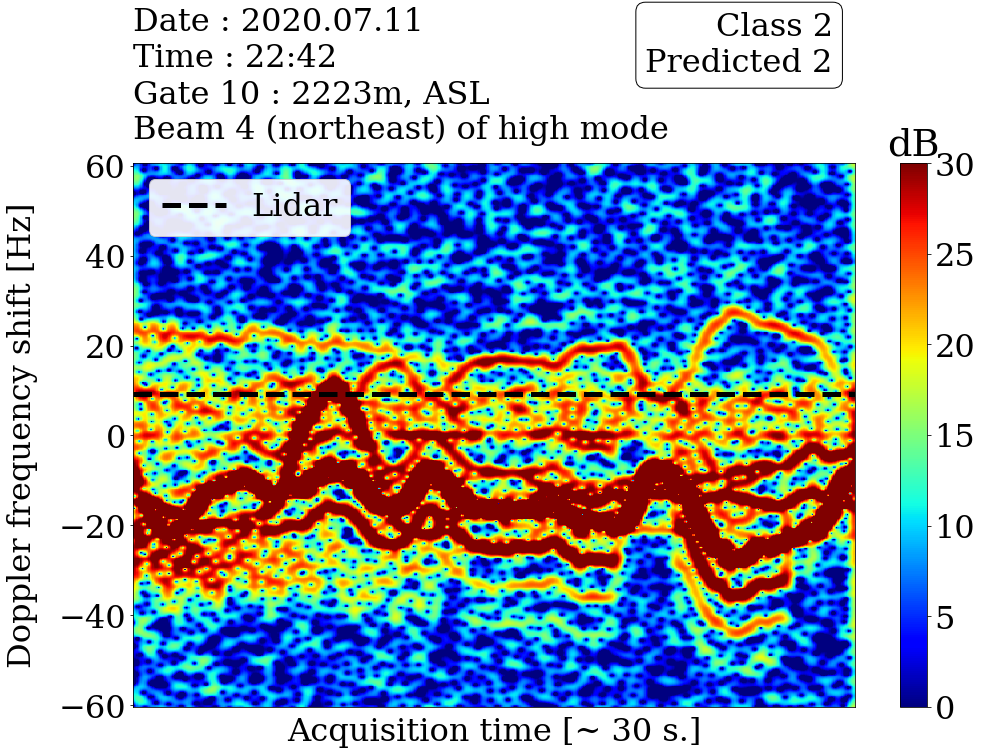 Date : 2020.07.11
Time : 22:42
Gate 10 : 2223m, ASL
Beam 4 (northeast) of high mode
Class 2
Predicted 2
dB
Lidar
Doppler frequency shift [Hz]
60
40
20
0
−20
−40
−60
Acquisition time [~ 30 s.]
30
25
20
15
10
5
0